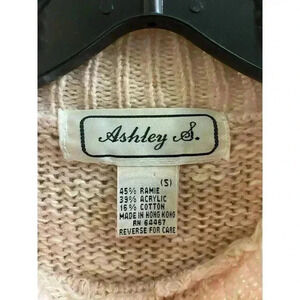 Ashley S.
(S)
45% RAMIE
39% ACRYLIC
16% COTTON
MADE IN HONG KONG
RN 64467
REVERSE FOR CARE